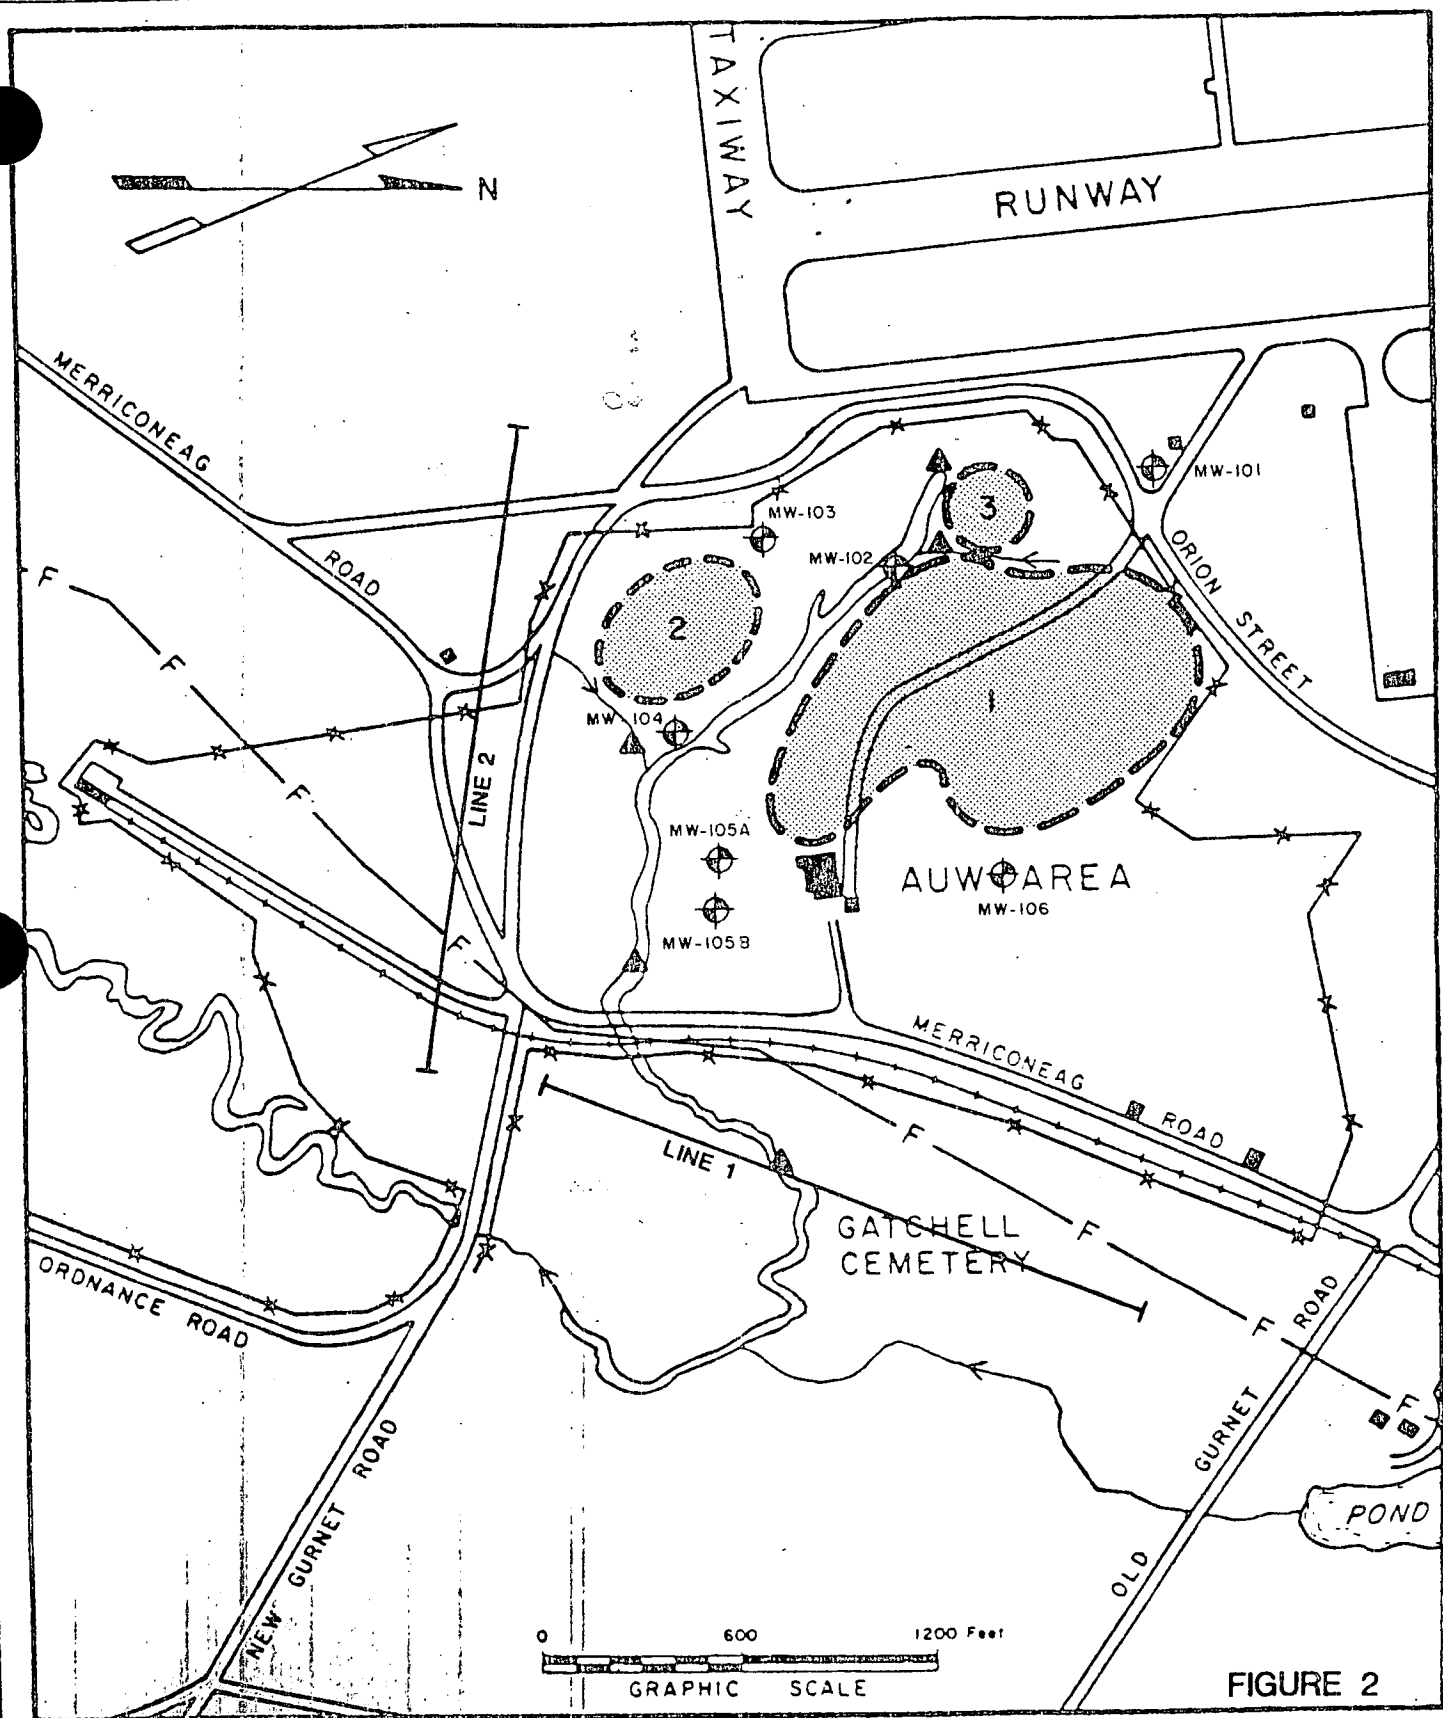 TAXIWAY
RUNWAY
N
MERRICONEAG
ROAD
MW-101
MW-103
MW-102
3
ORION STREET
2
1
F
F
F
F
MW-104
LINE 2
MW-105A
AUW AREA
MW-106
MW-105B
MERRICONEAG
ROAD
LINE 1
F
F
F
F
GATCHELL
CEMETERY
ORDNANCE ROAD
NEW GURNET ROAD
OLD GURNET ROAD
POND
0 600 1200 Feet
GRAPHIC SCALE
FIGURE 2